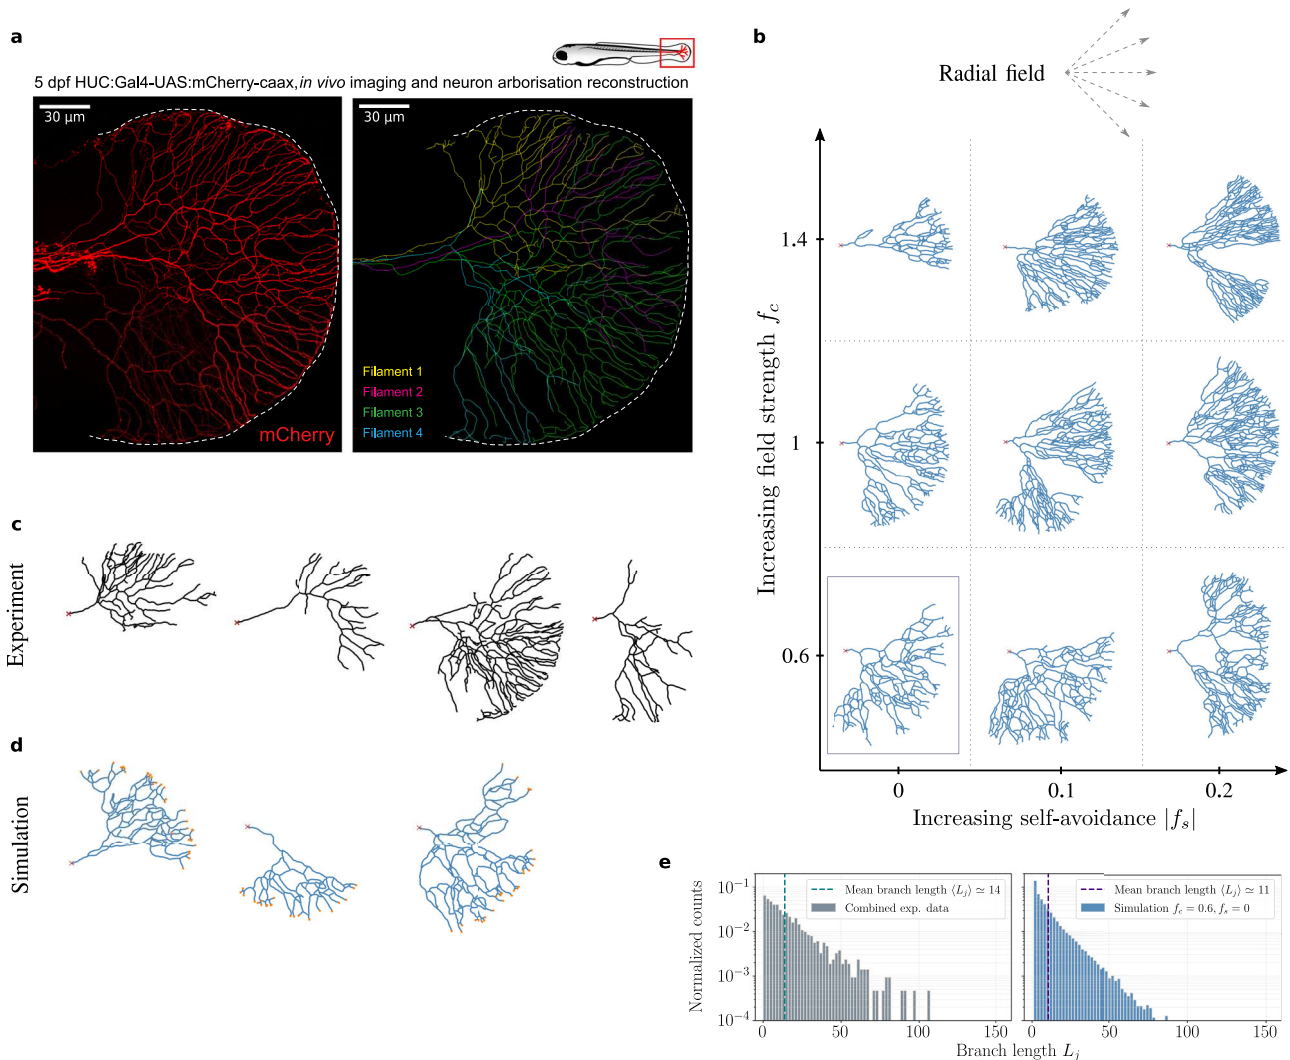 a
5 dpf HUC:Gal4-UAS:mCherry-caax, in vivo imaging and neuron arborisation reconstruction
30 µm
mCherry
30 µm
Filament 1
Filament 2
Filament 3
Filament 4
b
Radial field
Increasing field strength f_c
1.4
1
0.6
0
0.1
0.2
Increasing self-avoidance |f_s|
c
Experiment
d
Simulation
e
Normalized counts
10⁻¹
10⁻²
10⁻³
10⁻⁴
Mean branch length ⟨L_j⟩ ≃ 14
Combined exp. data
0 50 100 150
Mean branch length ⟨L_j⟩ ≃ 11
Simulation f_c = 0.6, f_s = 0
0 50 100 150
Branch length L_j